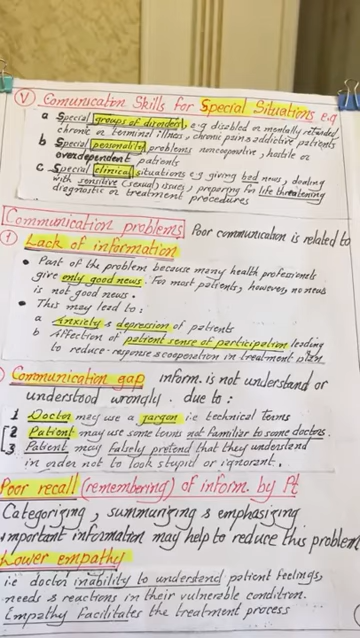 V Comunication Skills For Special Situations e.g
a Special groups of disorders, e.g disabled or mentally retarded,
chronic or terminal illness, chronic pain & addictive patients
b Special personality problems noncooperative, hostile or
overdependent patients
c. Special clinical situations e.g giving bad news, dealing
with sensitive (sexual) issues, preparing for life threatening
diagnostic or treatment procedures
Communication problems Poor communication is related to
1 Lack of information
• Part of the problem because many health professionals
give only good news. For most patients, however, no news
is not good news.
• This may lead to:
a Anxiety & depression of patients
b Affection of patient sense of participation leading
to reduce response & cooperation in treatment plan
Communication gap inform. is not understand or
understood wrongly. due to:
1 Doctor may use a jargon i.e technical terms
2 Patient may use some terms not familiar to some doctors.
3 Patient may falsely pretend that they understand
in order not to look stupid or ignorant.
Poor recall (remembering) of inform. by Pt
Categorizing, summurizing & emphasizing
important information may help to reduce this problem
Lower empathy
i.e doctor inability to understand patient feelings,
needs & reactions in their vulnerable condition.
Empathy facilitates the treatment process